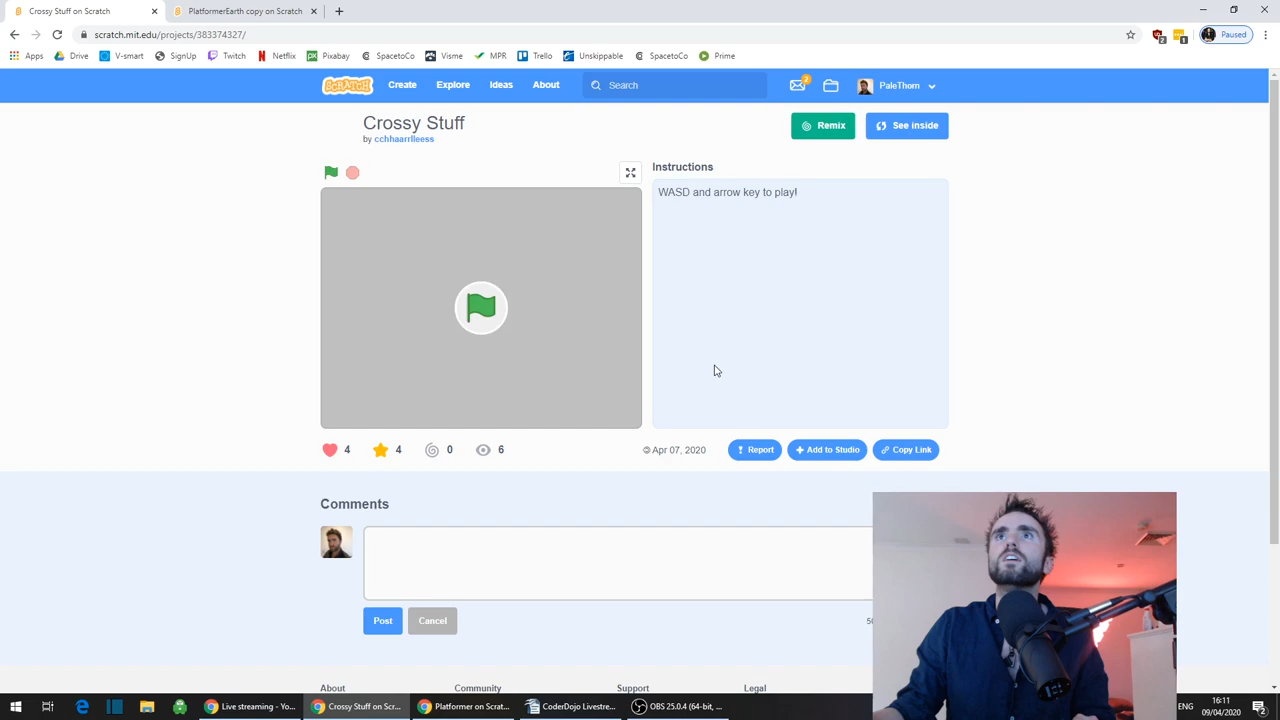 Crossy Stuff on Scratch
PlatformerEarth copy on Scratch
scratch.mit.edu/projects/383374327/
2
1
Paused
Apps
Drive
V-smart
SignUp
Twitch
Netflix
Pixabay
SpacetoCo
Visme
MPR
Trello
Unskippable
SpacetoCo
Prime
SCRATCH
Create
Explore
Ideas
About
Search
PaleThom
Crossy Stuff
by cchhaarrlleess
Remix
See inside
Instructions
WASD and arrow key to play!
4
4
0
6
Apr 07, 2020
Report
Add to Studio
Copy Link
Comments
Post
Cancel
About
Community
Support
Legal
Live streaming - Yo...
Crossy Stuff on Scr...
Platformer on Scrat...
CoderDojo Livestre...
OBS 25.0.4 (64-bit, ...
ENG
16:11
09/04/2020